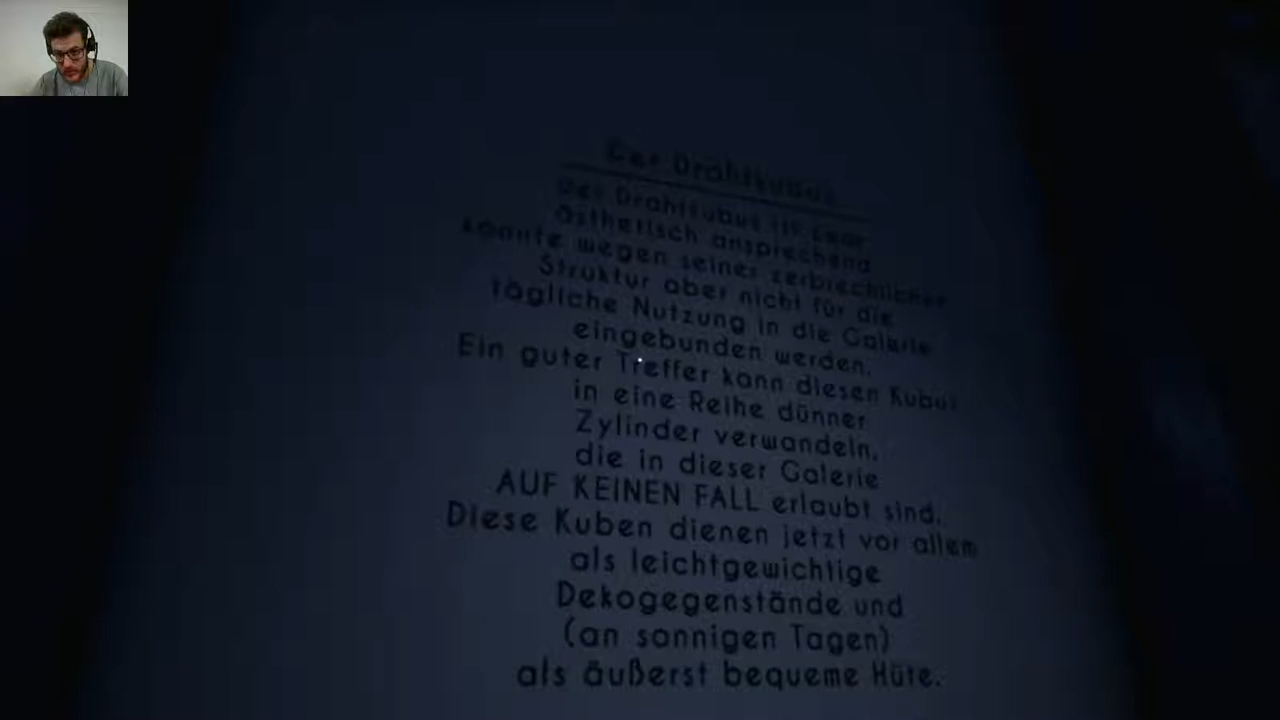 Der Drahtkubus
Der Drahtkubus ist zwar
ästhetisch ansprechend
konnte wegen seiner zerbrechlicher
Struktur aber nicht für die
tägliche Nutzung in die Galerie
eingebunden werden.
Ein guter Treffer kann diesen Kubus
in eine Reihe dünner
Zylinder verwandeln,
die in dieser Galerie
AUF KEINEN FALL erlaubt sind.
Diese Kuben dienen jetzt vor allem
als leichtgewichtige
Dekogegenstände und
(an sonnigen Tagen)
als äußerst bequeme Hüte.